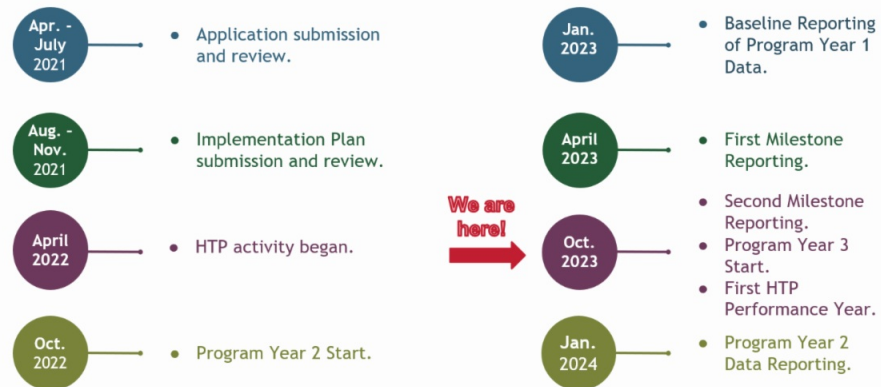 Apr. -
July
2021
• Application submission
and review.
Aug. -
Nov.
2021
• Implementation Plan
submission and review.
April
2022
• HTP activity began.
Oct.
2022
• Program Year 2 Start.
We are
here!
Jan.
2023
• Baseline Reporting
of Program Year 1
Data.
April
2023
• First Milestone
Reporting.
Oct.
2023
• Second Milestone
Reporting.
• Program Year 3
Start.
• First HTP
Performance Year.
Jan.
2024
• Program Year 2
Data Reporting.